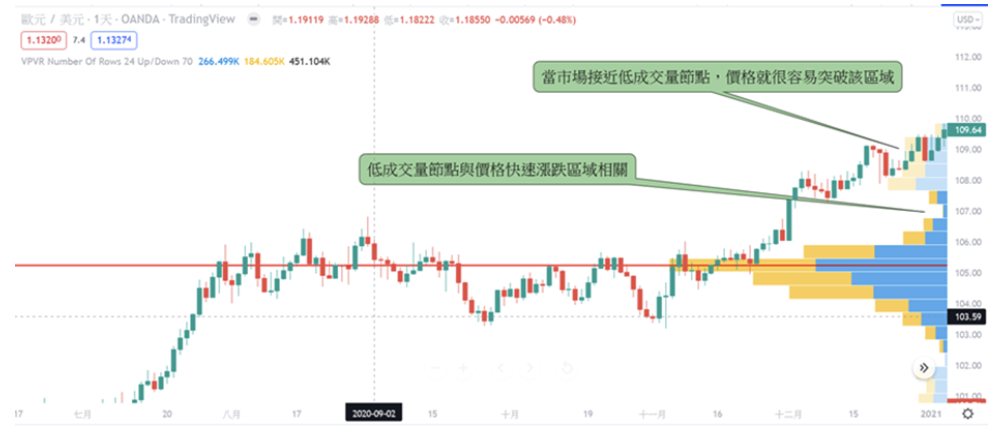 歐元 / 美元 · 1天 · OANDA · TradingView 開=1.19119 高=1.19288 低=1.18222 收=1.18550 -0.00569 (-0.48%)
USD
1.13200 7.4 1.13274
VPVR Number Of Rows 24 Up/Down 70 266.499K 184.605K 451.104K
112.00
當市場接近低成交量節點，價格就很容易突破該區域
111.00
110.00
109.64
109.00
低成交量節點與價格快速漲跌區域相關
108.00
107.00
106.00
105.00
104.00
103.59
103.00
102.00
101.00
17 七月 20 八月 17 2020-09-02 15 十月 19 十一月 16 十二月 15 2021